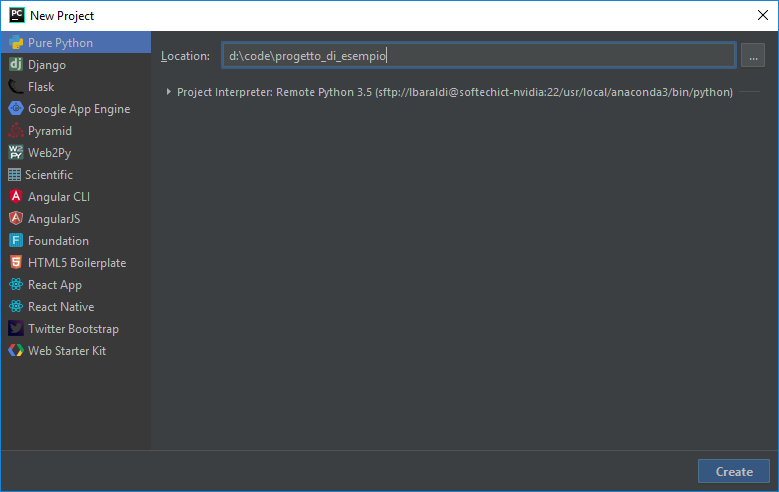 PC
New Project
Pure Python
Location:
d:\code\progetto_di_esempio
...
dj
Django
Project Interpreter: Remote Python 3.5 (sftp://lbaraldi@softechict-nvidia:22/usr/local/anaconda3/bin/python)
Flask
Google App Engine
Pyramid
WEB2PY
Web2Py
Scientific
Angular CLI
AngularJS
F
Foundation
HTML5 Boilerplate
React App
React Native
Twitter Bootstrap
Web Starter Kit
Create